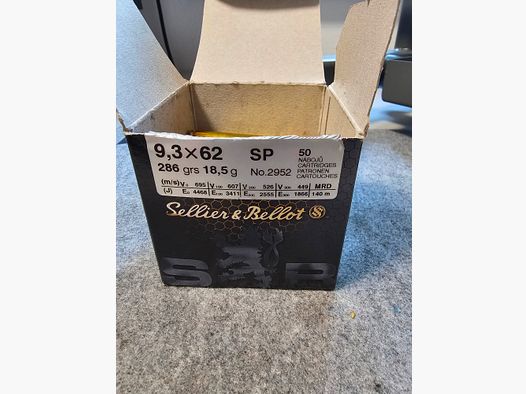 9,3×62 SP 50
NÁBOJŮ
CARTRIDGES
PATRONEN
CARTOUCHES
286 grs 18,5 g No.2952
(m/s) V0 695 V100 607 V200 526 V300 449 MRD
(J) E0 4468 E100 3411 E200 2555 E300 1866 140 m
Sellier & Bellot S
S B